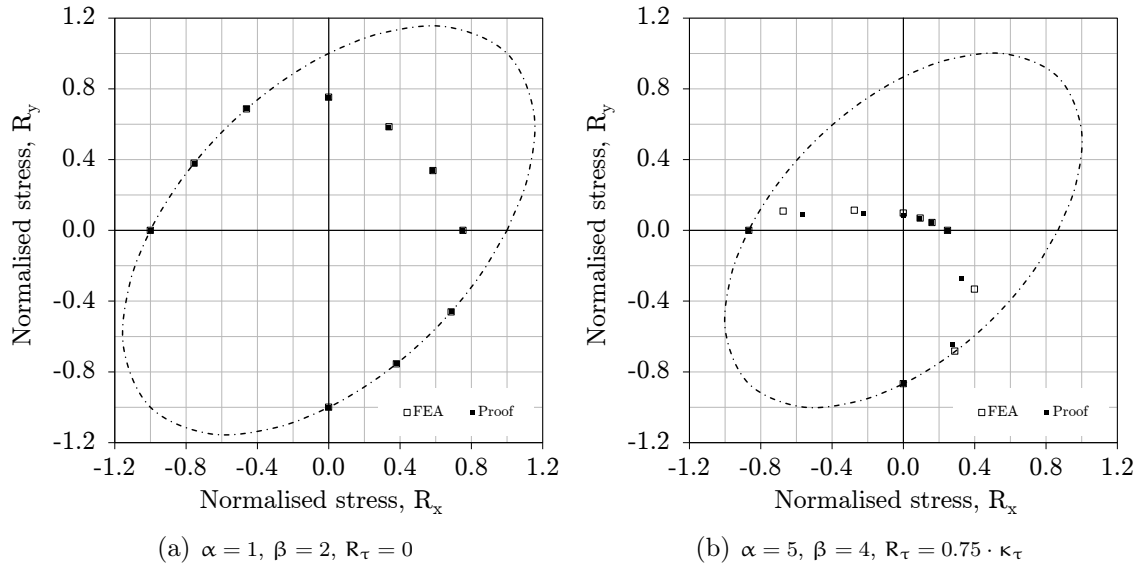 1.2
0.8
0.4
0.0
-0.4
-0.8
-1.2
Normalised stress, R_y
-1.2 -0.8 -0.4 0.0 0.4 0.8 1.2
Normalised stress, R_x
FEA Proof
(a) α = 1, β = 2, R_τ = 0
1.2
0.8
0.4
0.0
-0.4
-0.8
-1.2
Normalised stress, R_y
-1.2 -0.8 -0.4 0.0 0.4 0.8 1.2
Normalised stress, R_x
FEA Proof
(b) α = 5, β = 4, R_τ = 0.75 · κ_τ